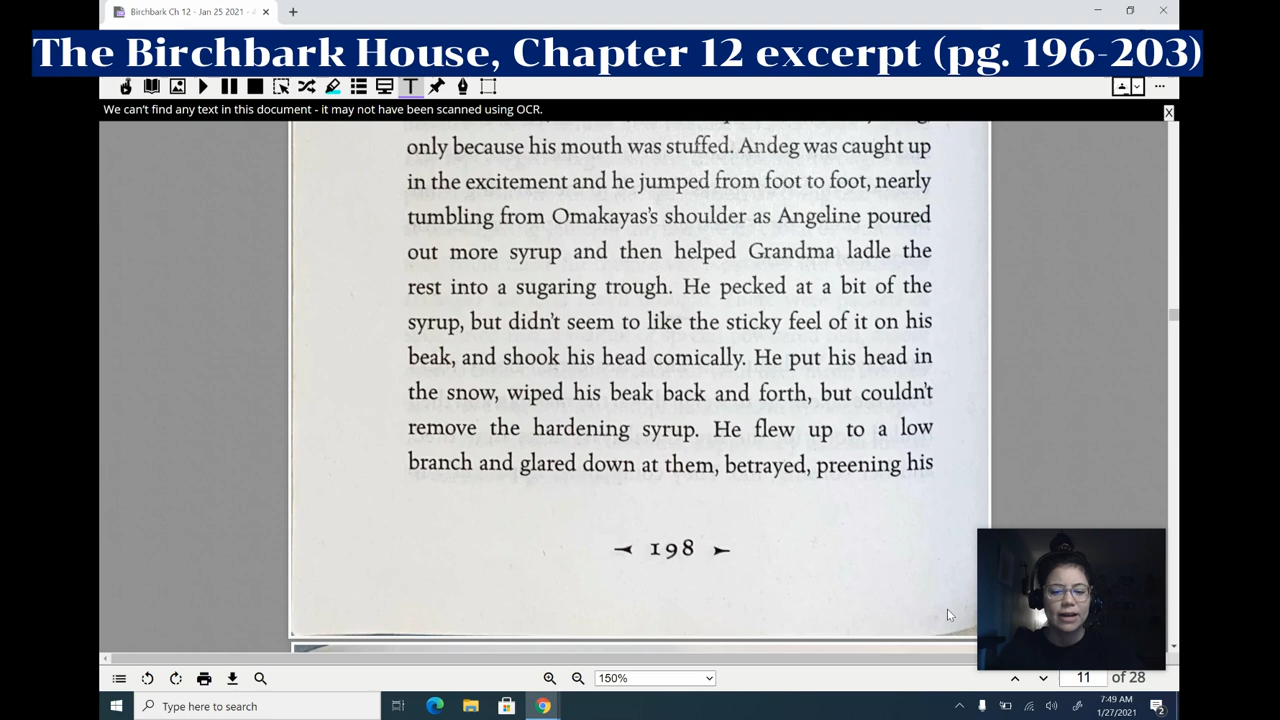 Birchbark Ch 12 - Jan 25 2021 -
The Birchbark House, Chapter 12 excerpt (pg. 196-203)
We can't find any text in this document - it may not have been scanned using OCR.
only because his mouth was stuffed. Andeg was caught up
in the excitement and he jumped from foot to foot, nearly
tumbling from Omakayas's shoulder as Angeline poured
out more syrup and then helped Grandma ladle the
rest into a sugaring trough. He pecked at a bit of the
syrup, but didn't seem to like the sticky feel of it on his
beak, and shook his head comically. He put his head in
the snow, wiped his beak back and forth, but couldn't
remove the hardening syrup. He flew up to a low
branch and glared down at them, betrayed, preening his
198
150%
11 of 28
Type here to search
7:49 AM
1/27/2021
2